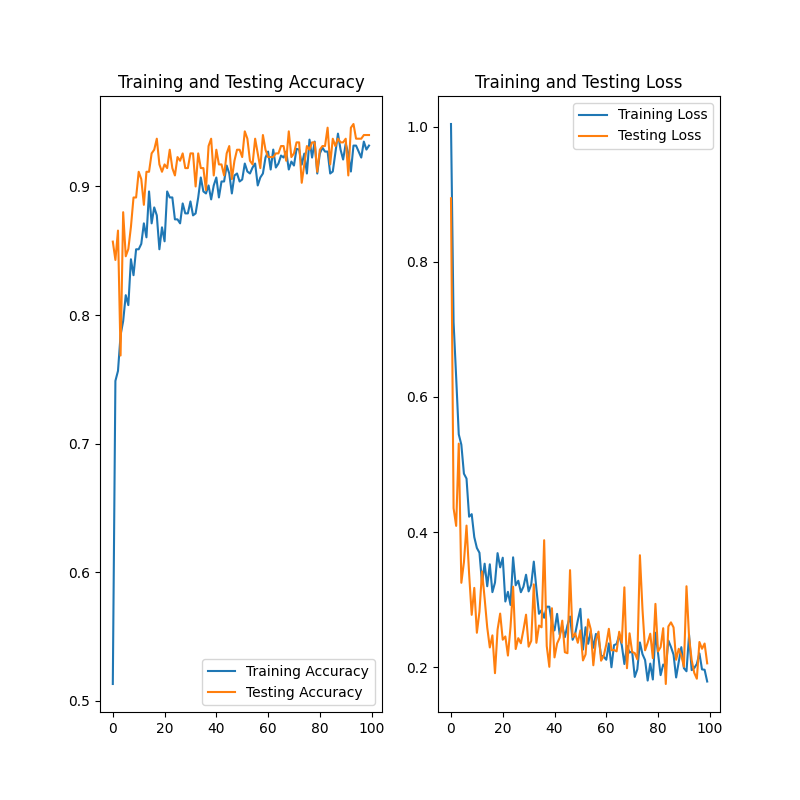 Training and Testing Accuracy
0.9
0.8
0.7
0.6
0.5
0 20 40 60 80 100
Training Accuracy
Testing Accuracy
Training and Testing Loss
1.0
0.8
0.6
0.4
0.2
0 20 40 60 80 100
Training Loss
Testing Loss